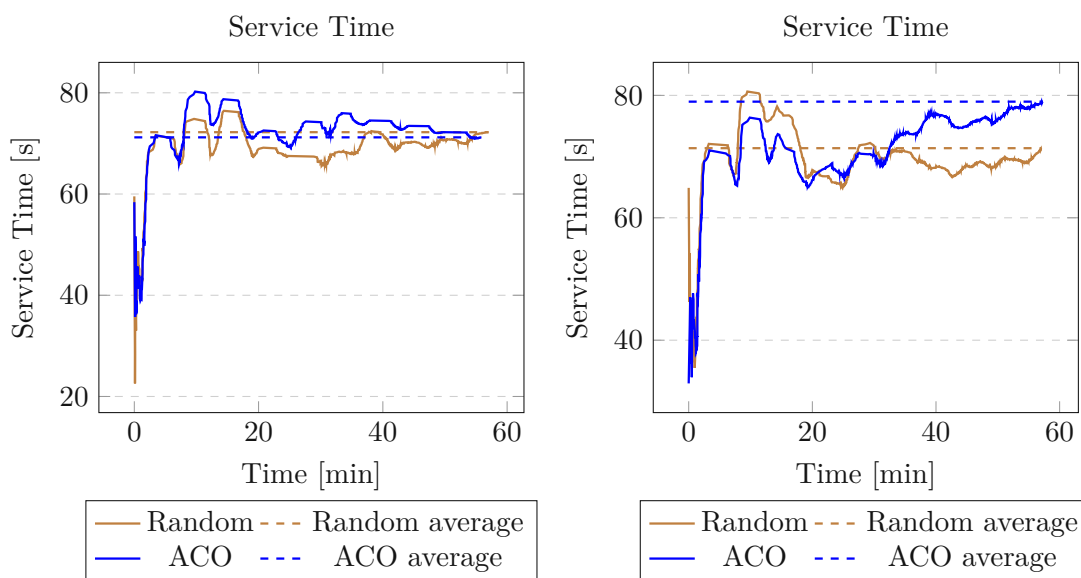 Service Time
80
60
40
20
Service Time [s]
0 20 40 60
Time [min]
Random Random average
ACO ACO average
Service Time
80
60
40
Service Time [s]
0 20 40 60
Time [min]
Random Random average
ACO ACO average